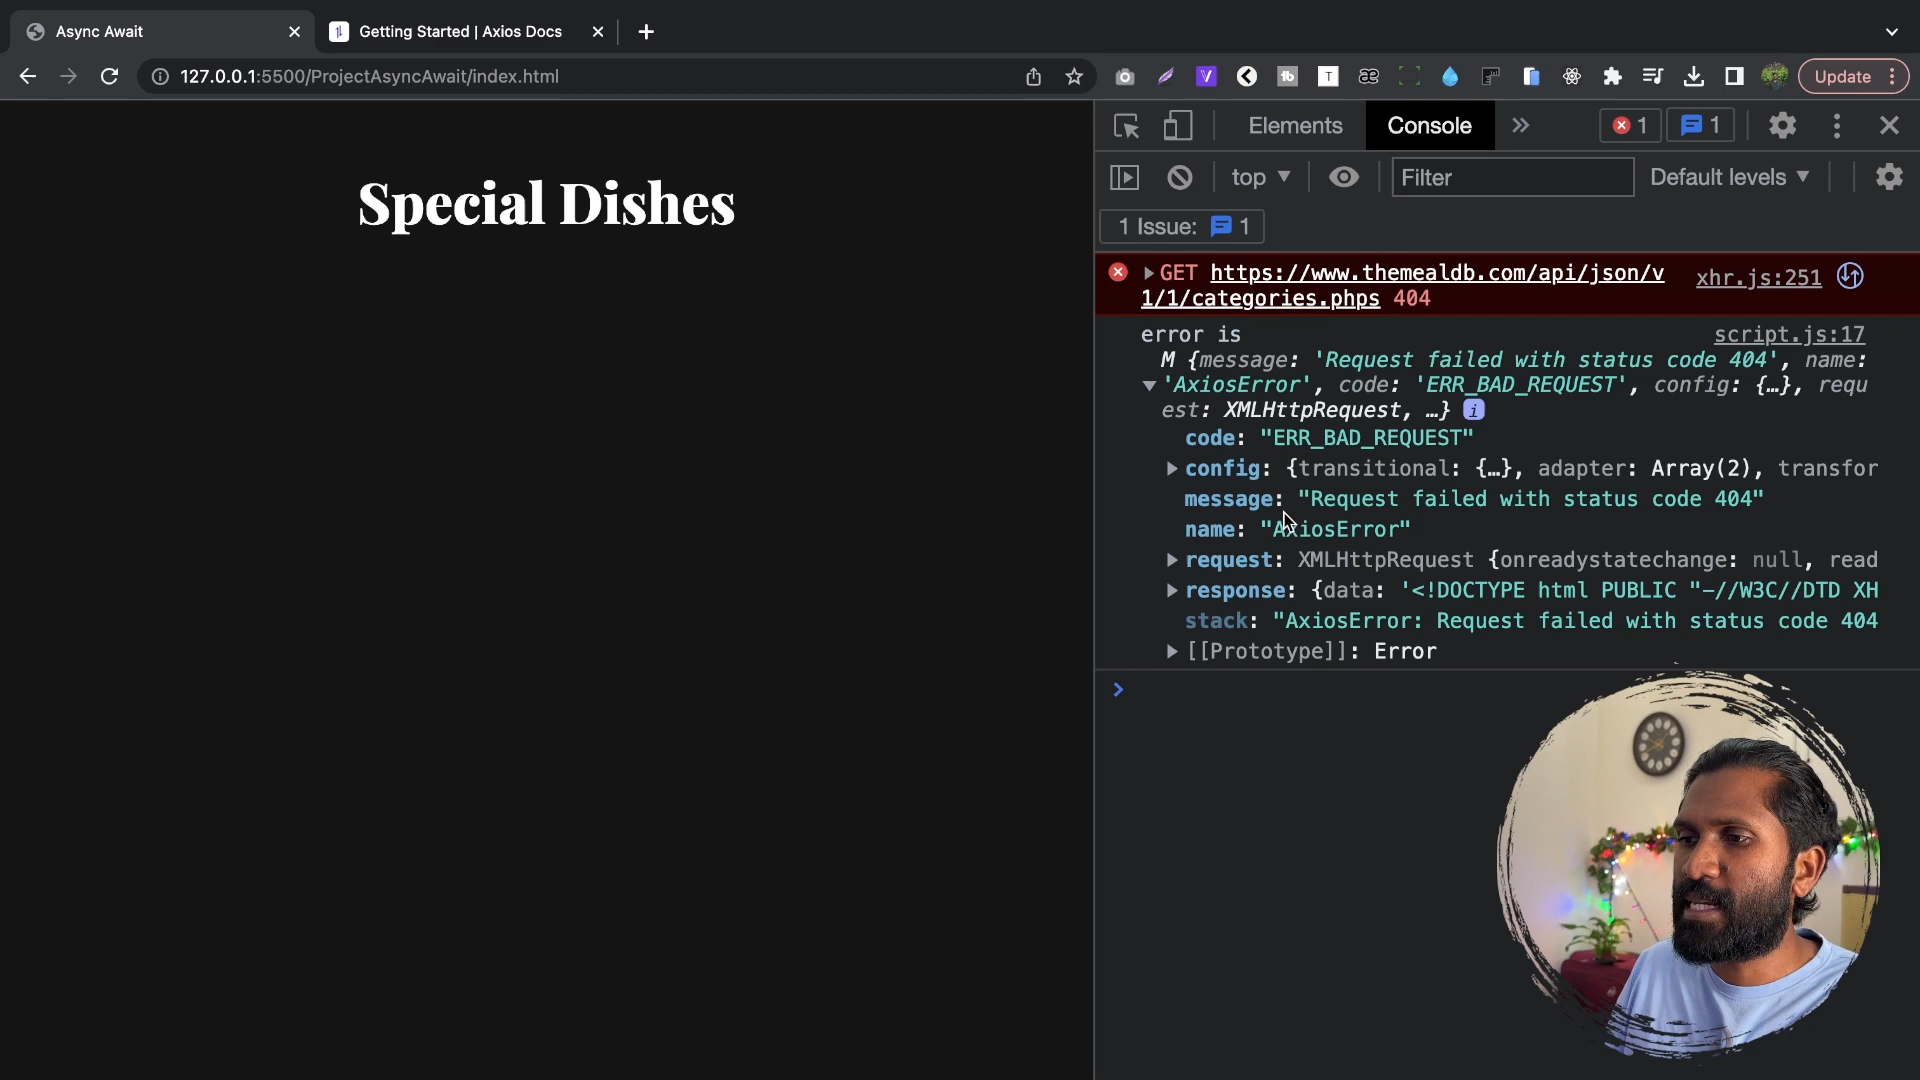 Async Await
Getting Started | Axios Docs
127.0.0.1:5500/ProjectAsyncAwait/index.html
Update
Special Dishes
Elements
Console
1
1
top
Filter
Default levels
1 Issue: 1
GET https://www.themealdb.com/api/json/v
1/1/categories.phps 404
xhr.js:251
error is
script.js:17
M {message: 'Request failed with status code 404', name:
'AxiosError', code: 'ERR_BAD_REQUEST', config: {…}, requ
est: XMLHttpRequest, …} i
code: "ERR_BAD_REQUEST"
config: {transitional: {…}, adapter: Array(2), transfor
message: "Request failed with status code 404"
name: "AxiosError"
request: XMLHttpRequest {onreadystatechange: null, read
response: {data: '<!DOCTYPE html PUBLIC "-//W3C//DTD XH
stack: "AxiosError: Request failed with status code 404
[[Prototype]]: Error